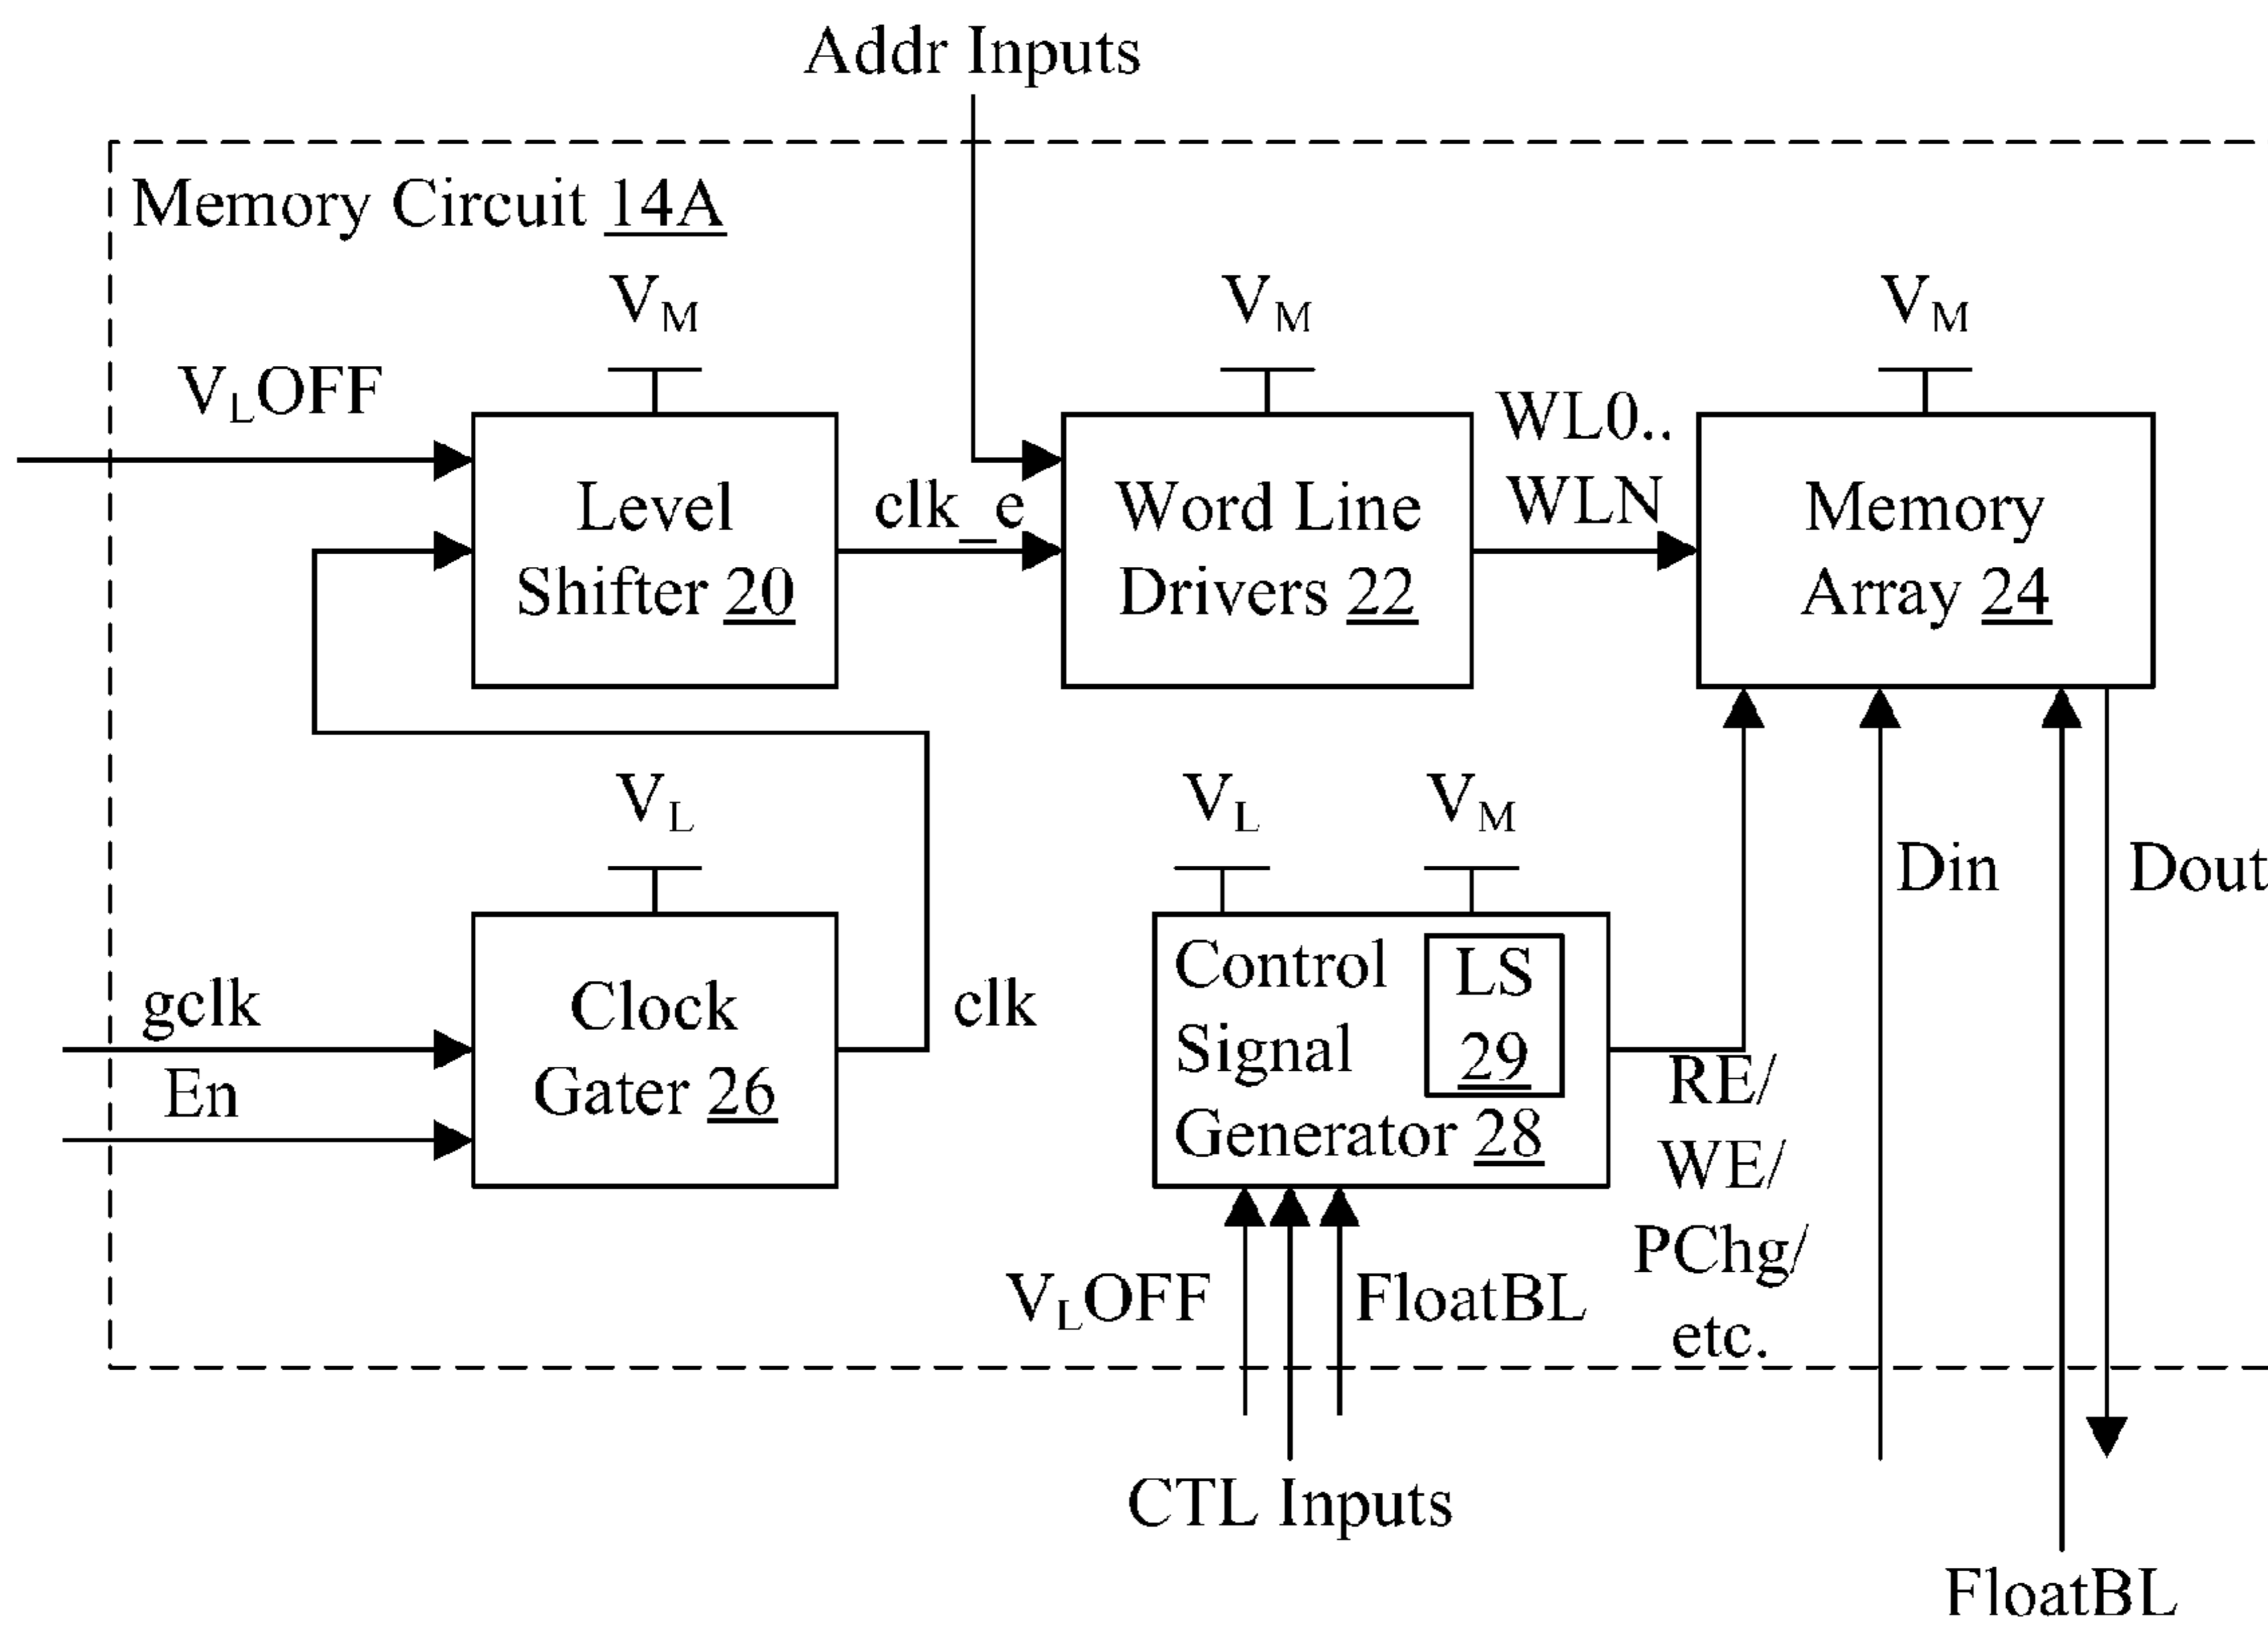 Addr Inputs
Memory Circuit 14A
VM
VM
VM
VLOFF
Level
Shifter 20
clk_e
Word Line
Drivers 22
WL0..
WLN
Memory
Array 24
VL
VL
VM
Din
Dout
gclk
En
Clock
Gater 26
clk
Control
Signal
Generator 28
LS
29
RE/
WE/
PChg/
etc.
VLOFF
FloatBL
CTL Inputs
FloatBL